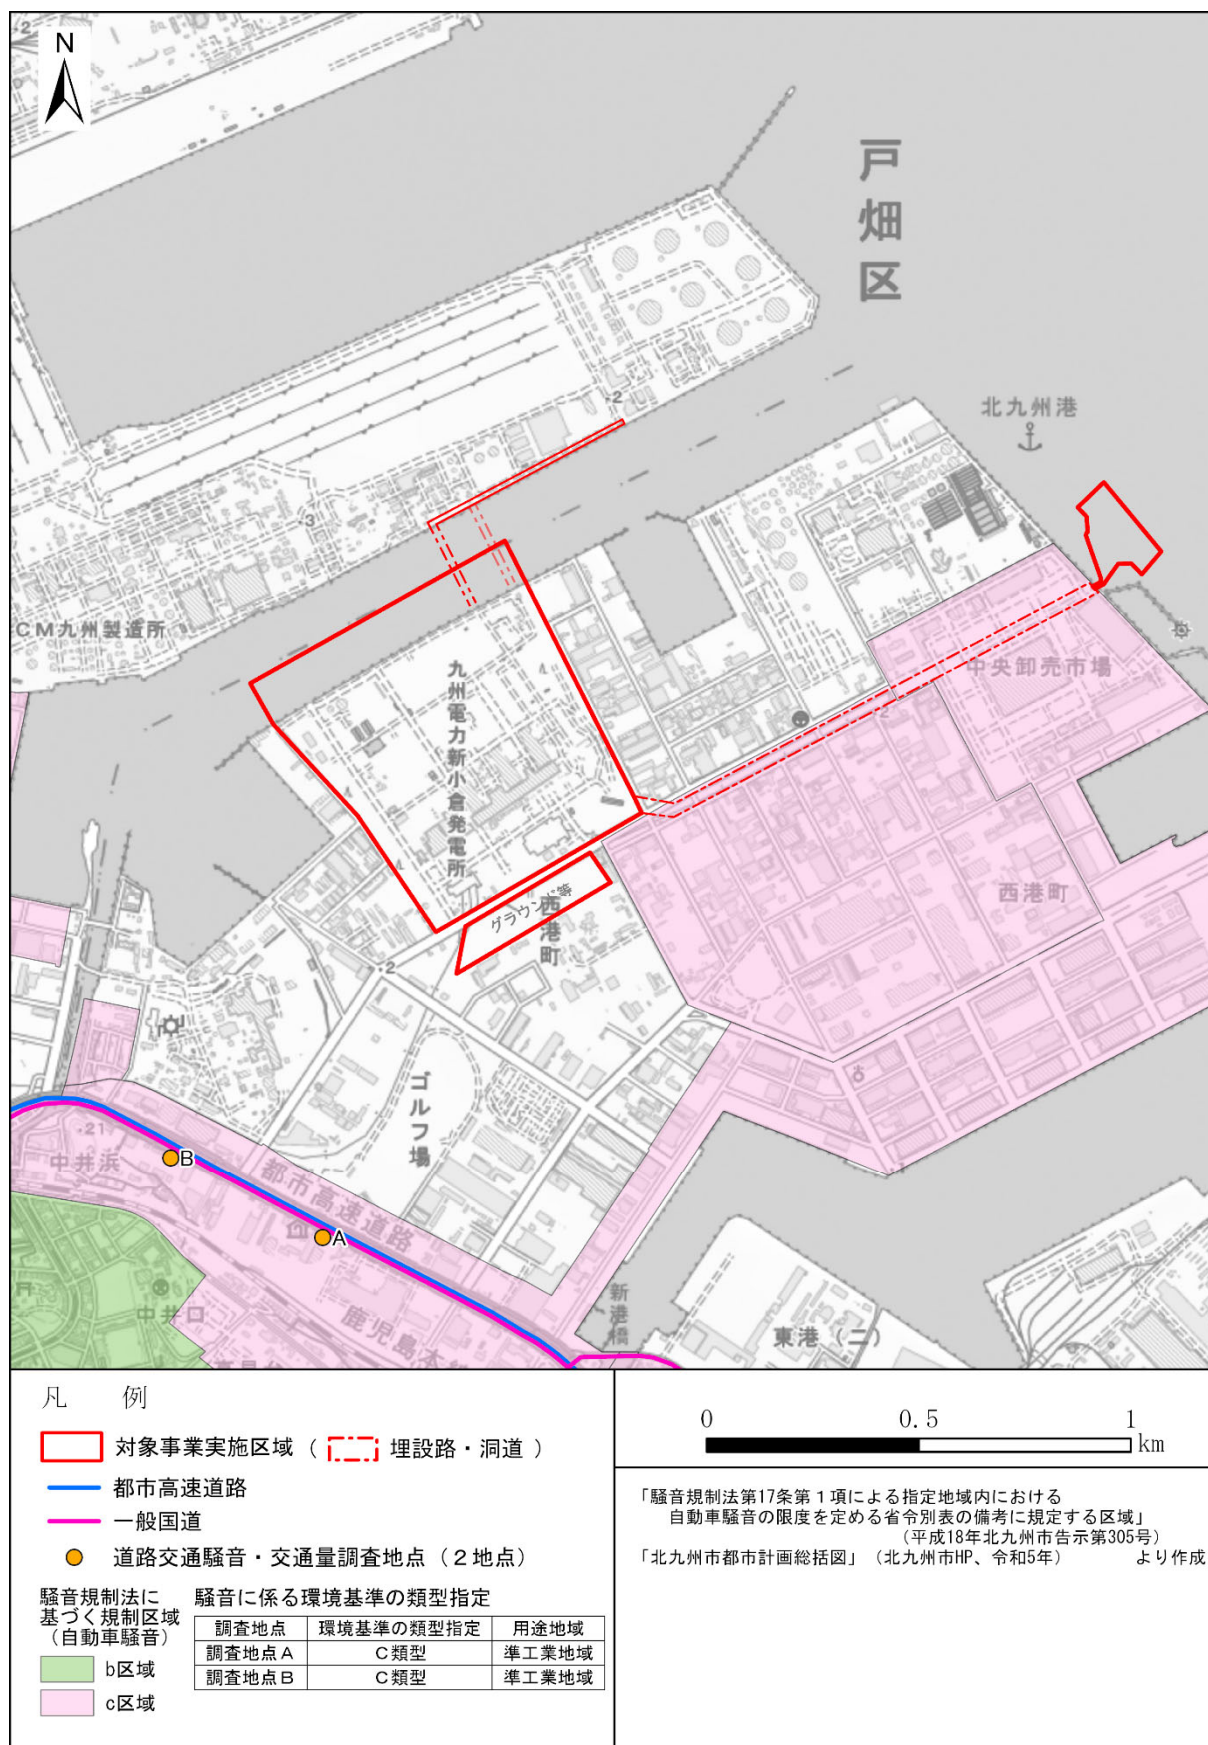 N
戸畑区
北九州港
CM九州製造所
九州電力新小倉発電所
中央卸売市場
グラウンド等
西港町
西港町
ゴルフ場
中井浜
B
都市高速道路
A
中井口
鹿児島本線
新港橋
東港（二）
凡　例
対象事業実施区域（　埋設路・洞道　）
都市高速道路
一般国道
道路交通騒音・交通量調査地点（２地点）
騒音規制法に
基づく規制区域
（自動車騒音）
b区域
c区域
騒音に係る環境基準の類型指定
調査地点　環境基準の類型指定　用途地域
調査地点Ａ　Ｃ類型　準工業地域
調査地点Ｂ　Ｃ類型　準工業地域
0　0.5　1
km
「騒音規制法第17条第１項による指定地域内における
自動車騒音の限度を定める省令別表の備考に規定する区域」
（平成18年北九州市告示第305号）
「北九州市都市計画総括図」（北九州市HP、令和5年）　より作成